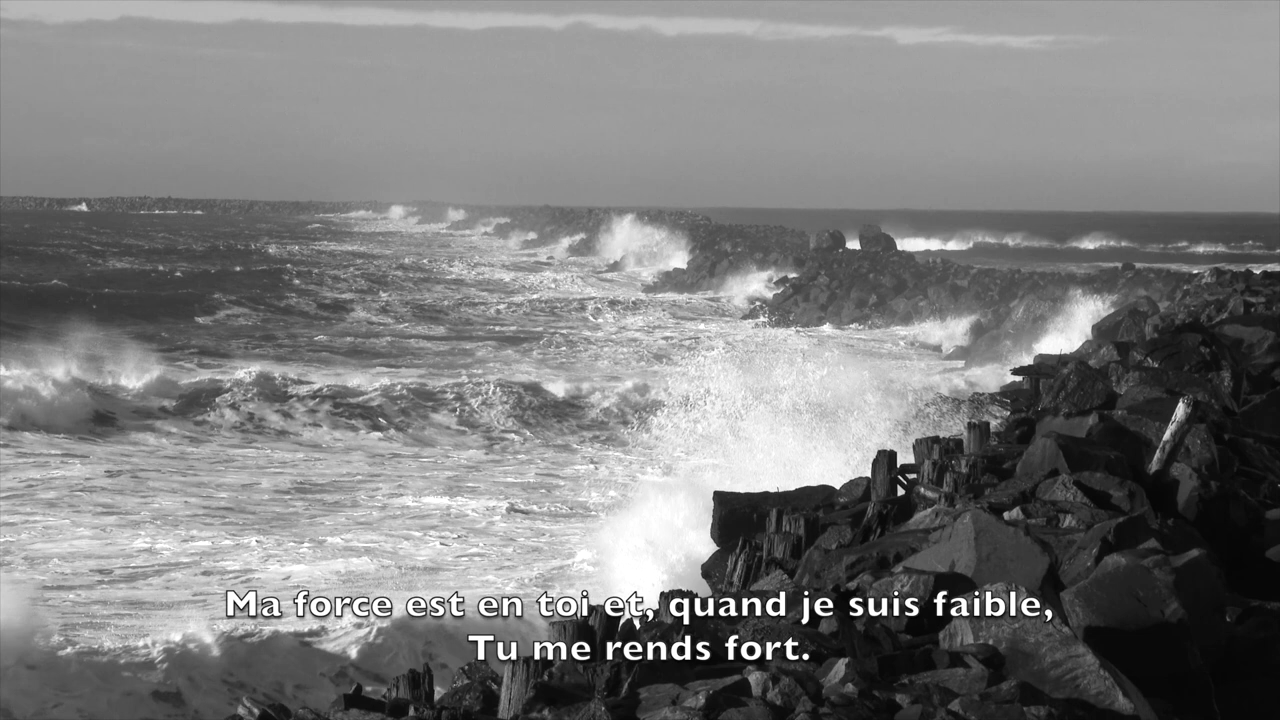 Ma force est en toi et, quand je suis faible,
Tu me rends fort.